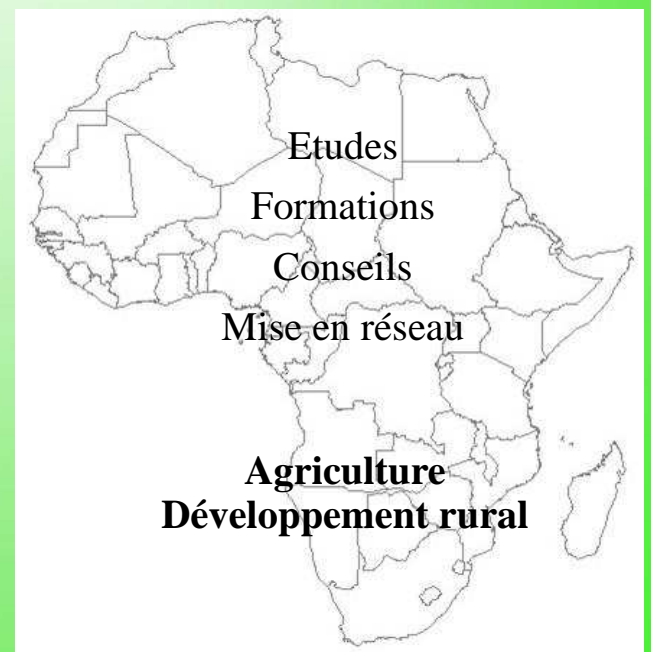 Etudes
Formations
Conseils
Mise en réseau
Agriculture
Développement rural